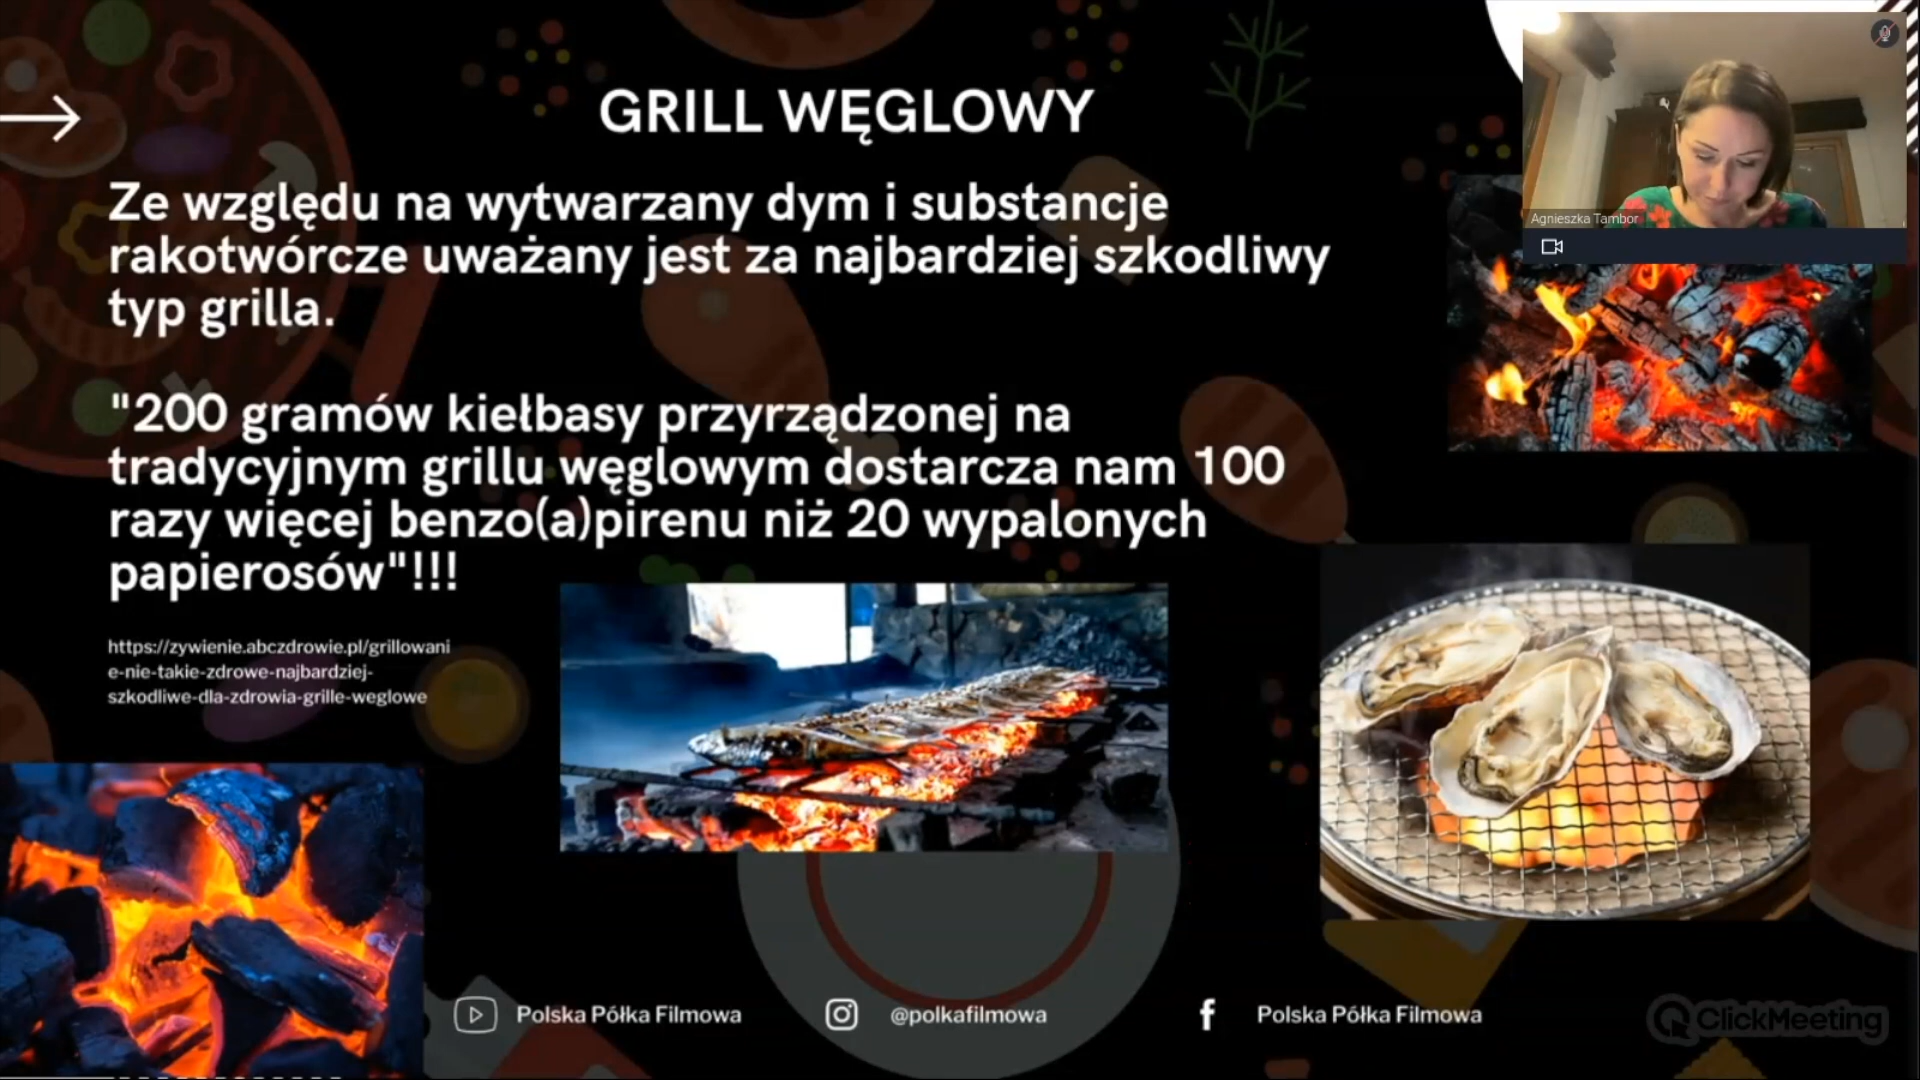 GRILL WĘGLOWY
Ze względu na wytwarzany dym i substancje
rakotwórcze uważany jest za najbardziej szkodliwy
typ grilla.
"200 gramów kiełbasy przyrządzonej na
tradycyjnym grillu węglowym dostarcza nam 100
razy więcej benzo(a)pirenu niż 20 wypalonych
papierosów"!!!
https://zywienie.abczdrowie.pl/grillowani
e-nie-takie-zdrowe-najbardziej-
szkodliwe-dla-zdrowia-grille-weglowe
Agnieszka Tambor
Polska Półka Filmowa
@polkafilmowa
Polska Półka Filmowa
ClickMeeting